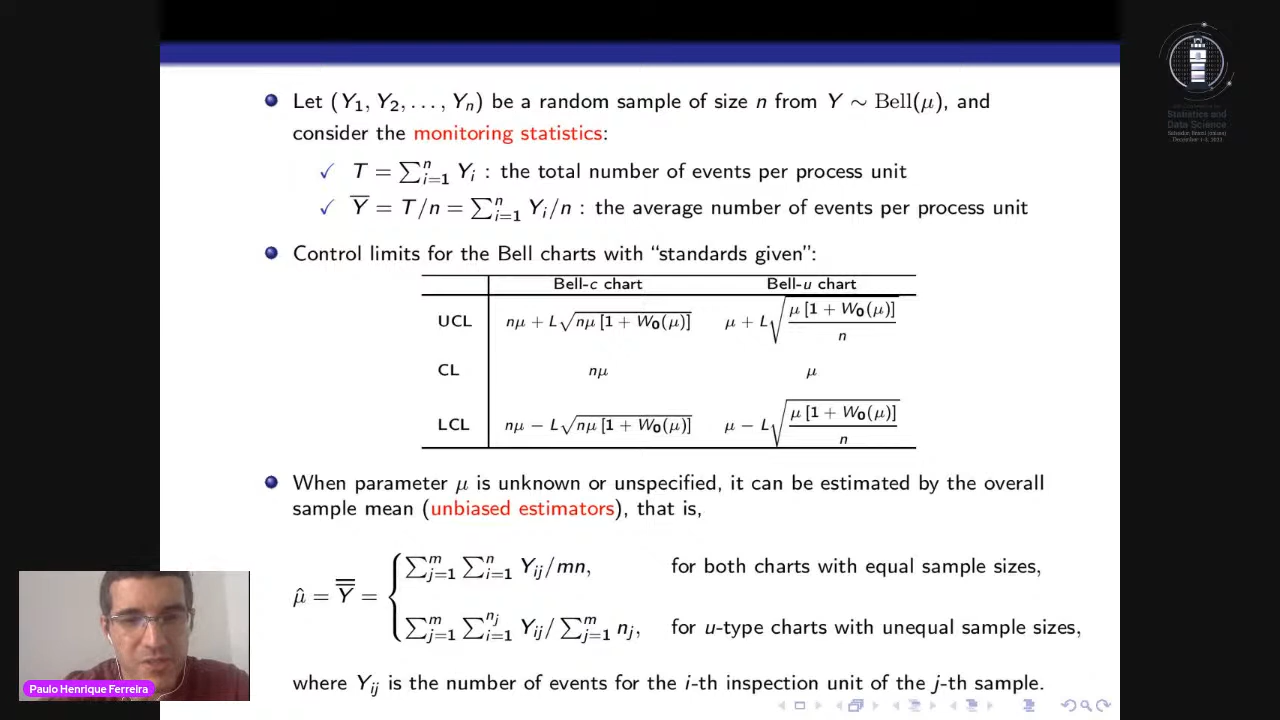 Let (Y₁, Y₂, . . . , Yₙ) be a random sample of size n from Y ∼ Bell(μ), and
consider the monitoring statistics:
✓ T = ∑ⁿᵢ₌₁ Yᵢ : the total number of events per process unit
✓ Y̅ = T/n = ∑ⁿᵢ₌₁ Yᵢ/n : the average number of events per process unit
Control limits for the Bell charts with “standards given”:
Bell-c chart Bell-u chart
UCL nμ + L√(nμ [1 + W₀(μ)]) μ + L√(μ [1 + W₀(μ)] / n)
CL nμ μ
LCL nμ − L√(nμ [1 + W₀(μ)]) μ − L√(μ [1 + W₀(μ)] / n)
When parameter μ is unknown or unspecified, it can be estimated by the overall
sample mean (unbiased estimators), that is,
μ̂ = Y̿ = { ∑ᵐⱼ₌₁ ∑ⁿᵢ₌₁ Yᵢⱼ/mn, for both charts with equal sample sizes,
∑ᵐⱼ₌₁ ∑ⁿʲᵢ₌₁ Yᵢⱼ/ ∑ᵐⱼ₌₁ nⱼ, for u-type charts with unequal sample sizes,
where Yᵢⱼ is the number of events for the i-th inspection unit of the j-th sample.
Paulo Henrique Ferreira
Statistics and
Data Science